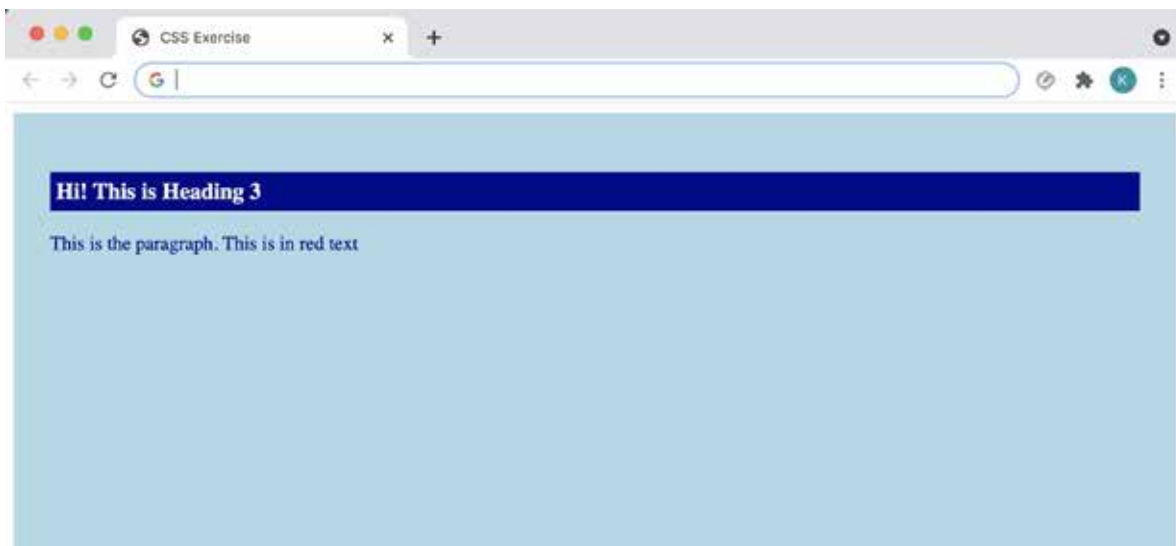 CSS Exercise
G
K
Hi! This is Heading 3
This is the paragraph. This is in red text